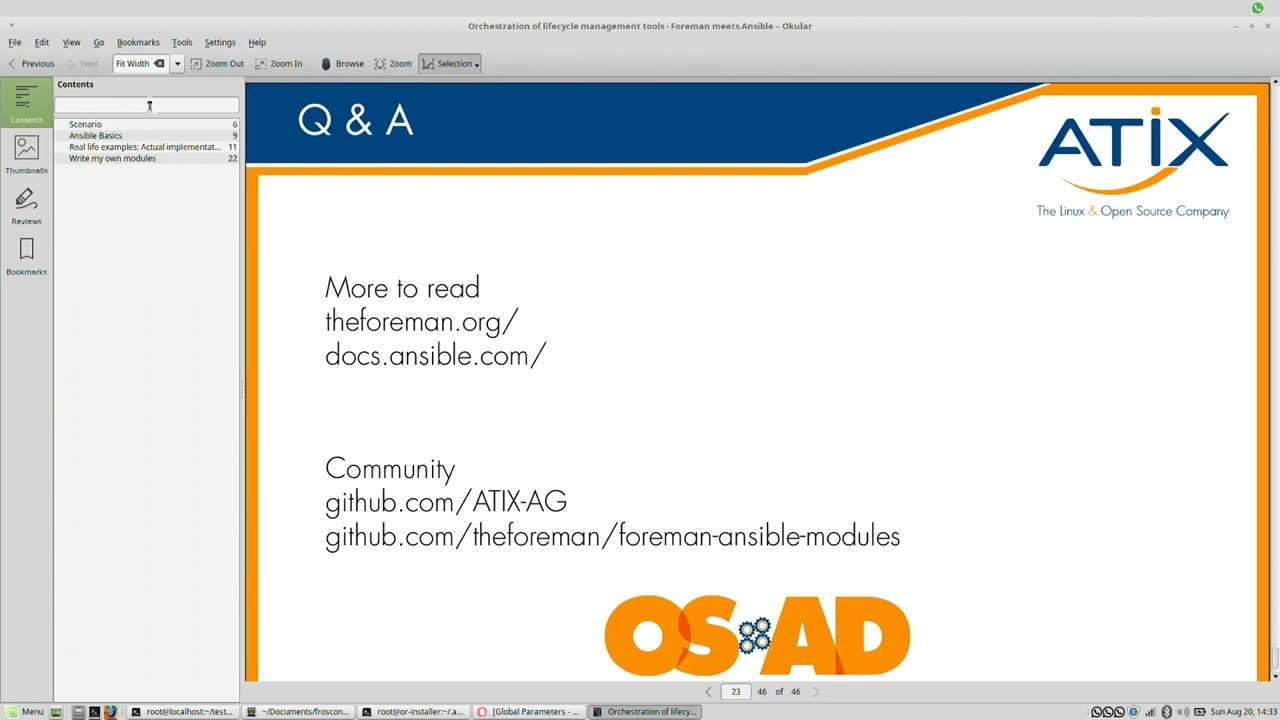 Orchestration of lifecycle management tools - Foreman meets Ansible – Okular
File Edit View Go Bookmarks Tools Settings Help
Previous Next Fit Width Zoom Out Zoom In Browse Zoom Selection
Contents
Contents
Thumbnails
Reviews
Bookmarks
Scenario 6
Ansible Basics 9
Real life examples: Actual implementat... 11
Write my own modules 22
Q & A
ATIX
The Linux & Open Source Company
More to read
theforeman.org/
docs.ansible.com/
Community
github.com/ATIX-AG
github.com/theforeman/foreman-ansible-modules
OSAD
23 46 of 46
Menu root@localhost:~/test... ~/Documents/froscon... root@or-installer:~/.a... [Global Parameters - ... Orchestration of lifecy... Sun Aug 20, 14:33